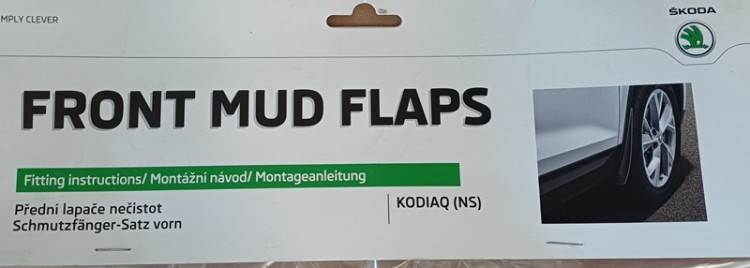 MPLY CLEVER
ŠKODA
FRONT MUD FLAPS
Fitting instructions/ Montážní návod/ Montageanleitung
Přední lapače nečistot
Schmutzfänger-Satz vorn
KODIAQ (NS)